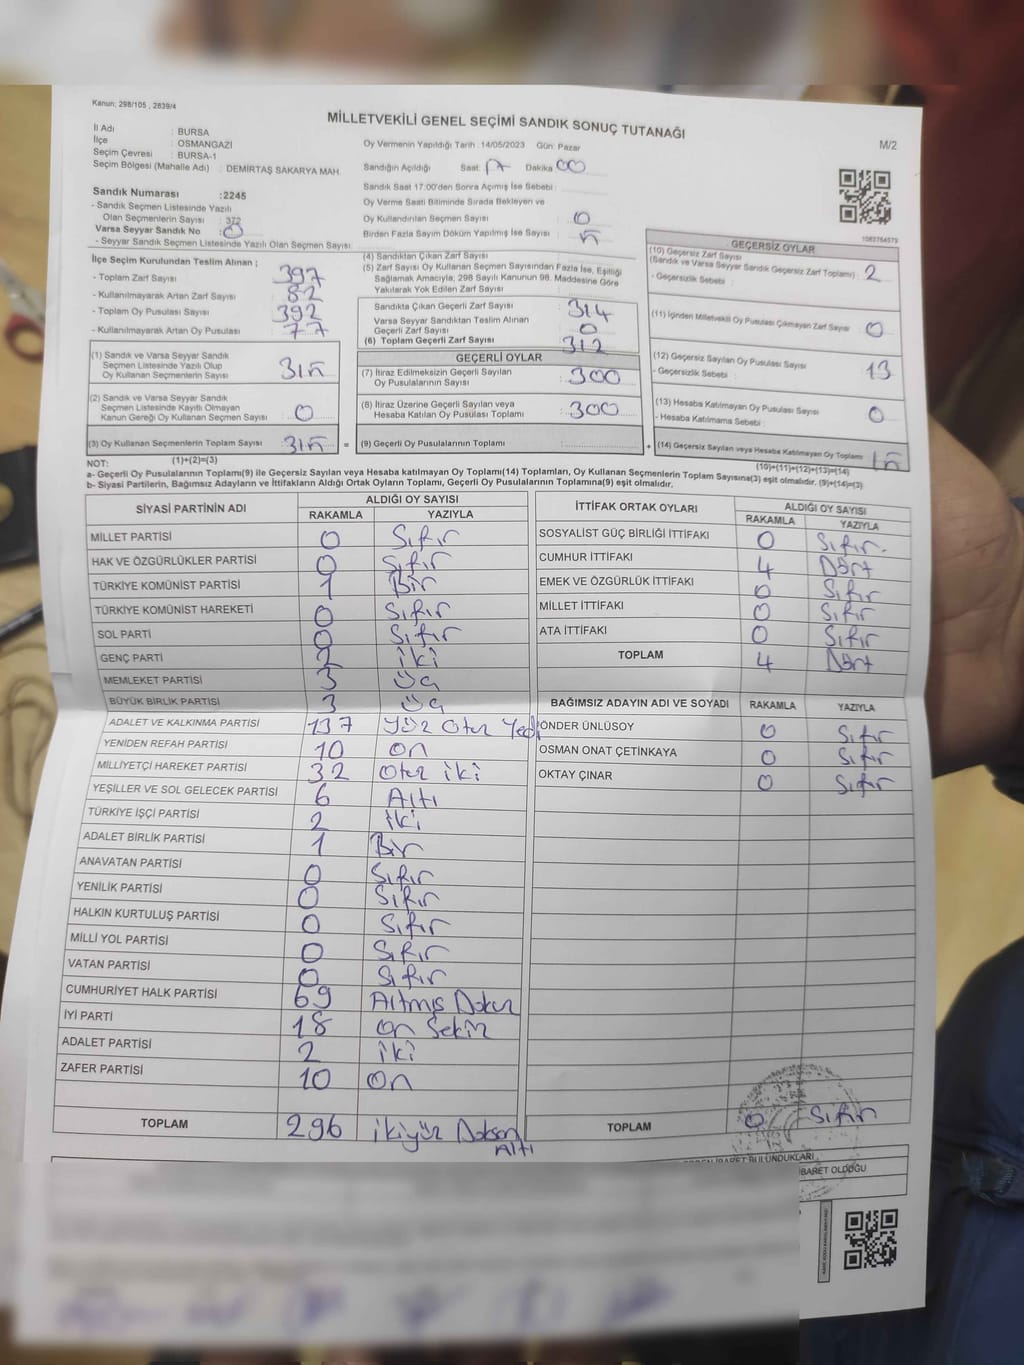 Kanun: 298/105 , 2839/4
MİLLETVEKİLİ GENEL SEÇİMİ SANDIK SONUÇ TUTANAĞI
M/2
İl Adı : BURSA
İlçe : OSMANGAZİ
Seçim Çevresi : BURSA-1
Seçim Bölgesi (Mahalle Adı) : DEMİRTAŞ SAKARYA MAH.
Oy Vermenin Yapıldığı Tarih :14/05/2023 Gün: Pazar
Sandığın Açıldığı Saat: 17 Dakika 00
Sandık Saat 17.00'den Sonra Açımış İse Sebebi :
Oy Verme Saati Bitiminde Sırada Bekleyen ve
Oy Kullandırılan Seçmen Sayısı : 0
Birden Fazla Sayım Döküm Yapılmış İse Sayısı :
Sandık Numarası :2245
- Sandık Seçmen Listesinde Yazılı
Olan Seçmenlerin Sayısı : 372
Varsa Seyyar Sandık No : 0
- Seyyar Sandık Seçmen Listesinde Yazılı Olan Seçmen Sayısı:
1082764579
İlçe Seçim Kurulundan Teslim Alınan ;
- Toplam Zarf Sayısı : 397
- Kullanılmayarak Artan Zarf Sayısı : 82
- Toplam Oy Pusulası Sayısı : 392
- Kullanılmayarak Artan Oy Pusulası : 77
(1) Sandık ve Varsa Seyyar Sandık
Seçmen Listesinde Yazılı Olup
Oy Kullanan Seçmenlerin Sayısı : 315
(2) Sandık ve Varsa Seyyar Sandık
Seçmen Listesinde Kayıtlı Olmayan
Kanun Gereği Oy Kullanan Seçmen Sayısı : 0
(3) Oy Kullanan Seçmenlerin Toplam Sayısı : 315 =
(1)+(2)=(3)
(4) Sandıktan Çıkan Zarf Sayısı
(5) Zarf Sayısı Oy Kullanan Seçmen Sayısından Fazla İse, Eşitliği
Sağlamak Amacıyla; 298 Sayılı Kanunun 98. Maddesine Göre
Yakılarak Yok Edilen Zarf Sayısı
Sandıkta Çıkan Geçerli Zarf Sayısı : 314
Varsa Seyyar Sandıktan Teslim Alınan
Geçerli Zarf Sayısı : 0
(6) Toplam Geçerli Zarf Sayısı : 312
GEÇERLİ OYLAR
(7) İtiraz Edilmeksizin Geçerli Sayılan
Oy Pusulalarının Sayısı : 300
(8) İtiraz Üzerine Geçerli Sayılan veya
Hesaba Katılan Oy Pusulası Toplamı : 300
(9) Geçerli Oy Pusulalarının Toplamı : +
GEÇERSİZ OYLAR
(10) Geçersiz Zarf Sayısı
(Sandık ve Varsa Seyyar Sandık Geçersiz Zarf Toplamı) : 2
- Geçersizlik Sebebi :
(11) İçinden Milletvekili Oy Pusulası Çıkmayan Zarf Sayısı : 0
(12) Geçersiz Sayılan Oy Pusulası Sayısı : 13
- Geçersizlik Sebebi :
(13) Hesaba Katılmayan Oy Pusulası Sayısı : 0
- Hesaba Katılmama Sebebi :
(14) Geçersiz Sayılan veya Hesaba Katılmayan Oy Toplamı : 15
(10)+(11)+(12)+(13)=(14)
NOT:
a- Geçerli Oy Pusulalarının Toplamı(9) ile Geçersiz Sayılan veya Hesaba katılmayan Oy Toplamı(14) Toplamları, Oy Kullanan Seçmenlerin Toplam Sayısına(3) eşit olmalıdır. (9)+(14)=(3)
b- Siyasi Partilerin, Bağımsız Adayların ve İttifakların Aldığı Ortak Oyların Toplamı, Geçerli Oy Pusulalarının Toplamına(9) eşit olmalıdır.
SİYASİ PARTİNİN ADI ALDIĞI OY SAYISI
RAKAMLA YAZIYLA
MİLLET PARTİSİ 0 Sıfır
HAK VE ÖZGÜRLÜKLER PARTİSİ 0 Sıfır
TÜRKİYE KOMÜNİST PARTİSİ 1 Bir
TÜRKİYE KOMÜNİST HAREKETİ 0 Sıfır
SOL PARTİ 0 Sıfır
GENÇ PARTİ 2 iki
MEMLEKET PARTİSİ 3 üç
BÜYÜK BİRLİK PARTİSİ 3 üç
ADALET VE KALKINMA PARTİSİ 137 Yüz Otuz Yedi
YENİDEN REFAH PARTİSİ 10 On
MİLLİYETÇİ HAREKET PARTİSİ 32 Otuz iki
YEŞİLLER VE SOL GELECEK PARTİSİ 6 Altı
TÜRKİYE İŞÇİ PARTİSİ 2 iki
ADALET BİRLİK PARTİSİ 1 Bir
ANAVATAN PARTİSİ 0 Sıfır
YENİLİK PARTİSİ 0 Sıfır
HALKIN KURTULUŞ PARTİSİ 0 Sıfır
MİLLİ YOL PARTİSİ 0 Sıfır
VATAN PARTİSİ 0 Sıfır
CUMHURİYET HALK PARTİSİ 69 Altmış Dokuz
İYİ PARTİ 18 On Sekiz
ADALET PARTİSİ 2 iki
ZAFER PARTİSİ 10 On
TOPLAM 296 ikiyüz Doksan Altı
İTTİFAK ORTAK OYLARI ALDIĞI OY SAYISI
RAKAMLA YAZIYLA
SOSYALİST GÜÇ BİRLİĞİ İTTİFAKI 0 Sıfır.
CUMHUR İTTİFAKI 4 Dört
EMEK VE ÖZGÜRLÜK İTTİFAKI 0 Sıfır
MİLLET İTTİFAKI 0 Sıfır
ATA İTTİFAKI 0 Sıfır
TOPLAM 4 Dört
BAĞIMSIZ ADAYIN ADI VE SOYADI RAKAMLA YAZIYLA
ÖNDER ÜNLÜSOY 0 Sıfır
OSMAN ONAT ÇETİNKAYA 0 Sıfır
OKTAY ÇINAR 0 Sıfır
TOPLAM 0 Sıfır
BULUNDUKLARI
İBARET OLDUĞU